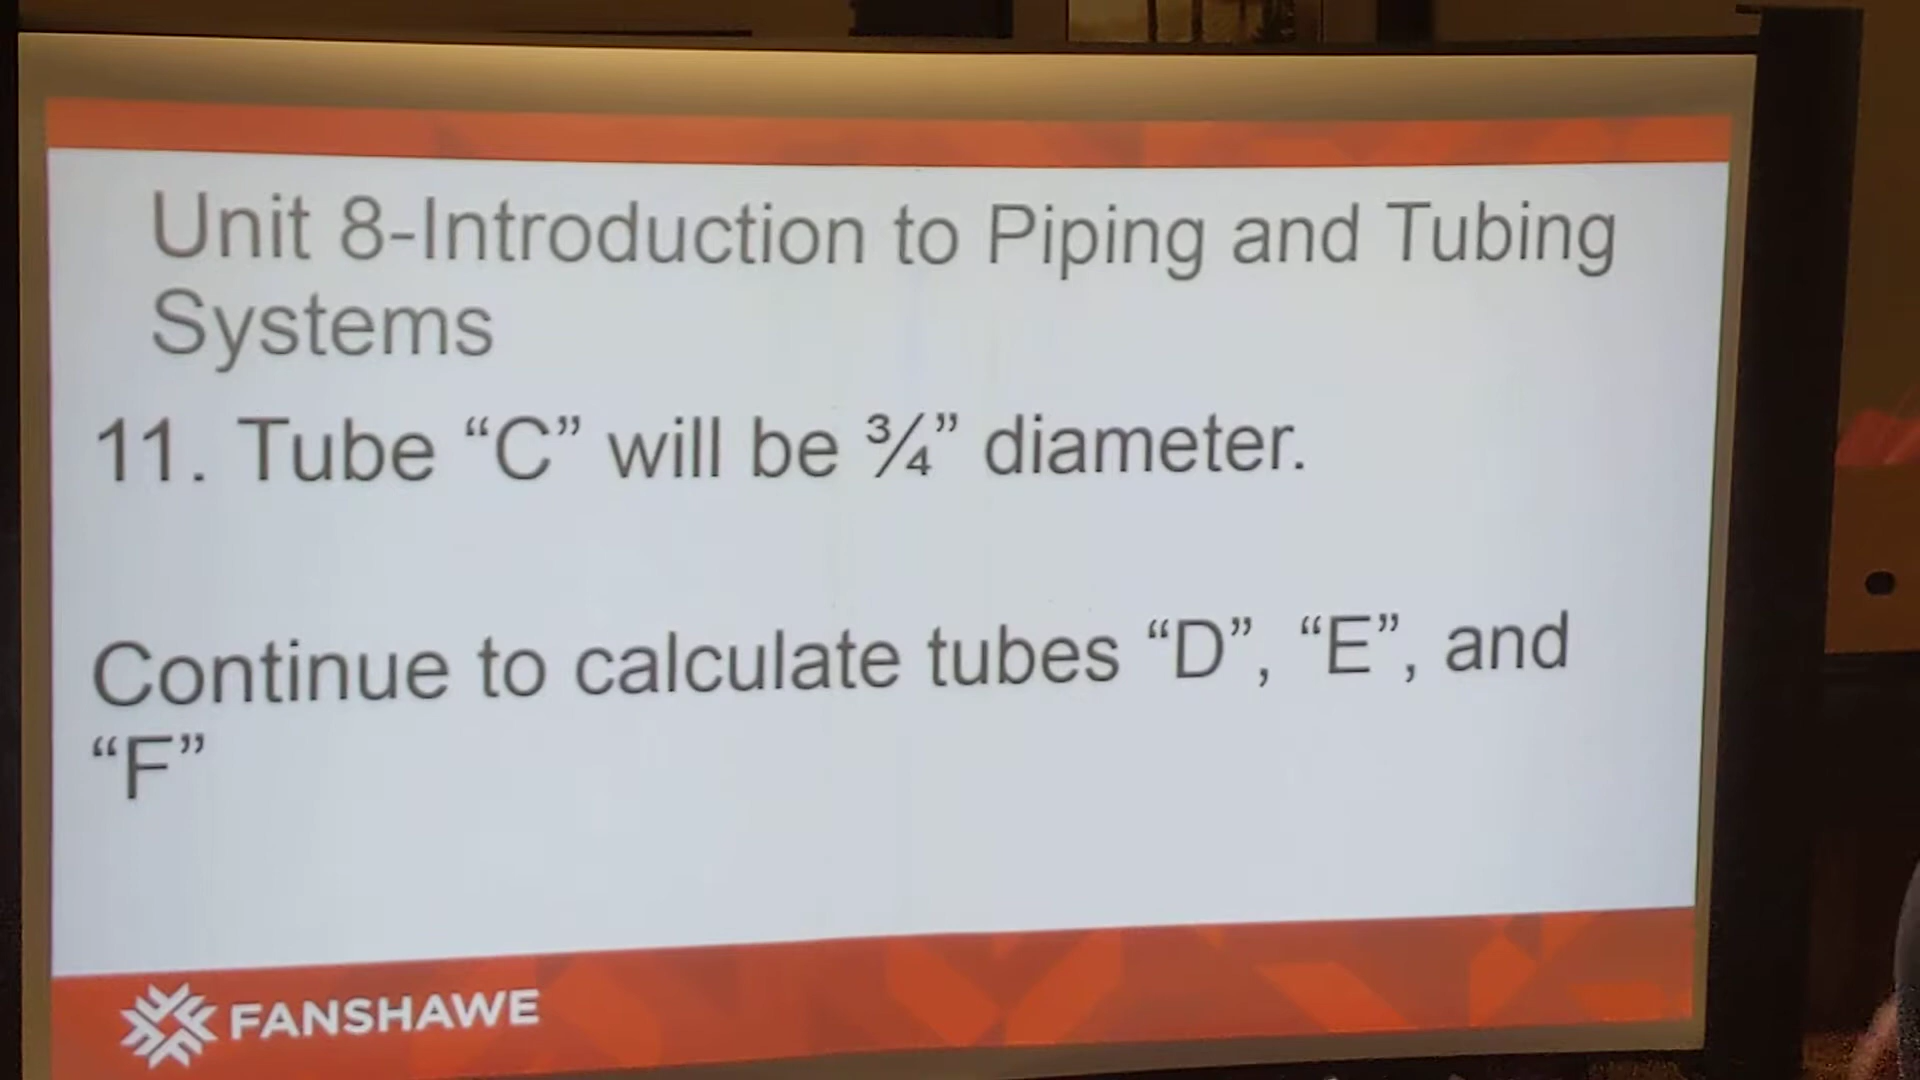 Unit 8-Introduction to Piping and Tubing
Systems
11. Tube “C” will be ¾” diameter.
Continue to calculate tubes “D”, “E”, and
“F”
FANSHAWE